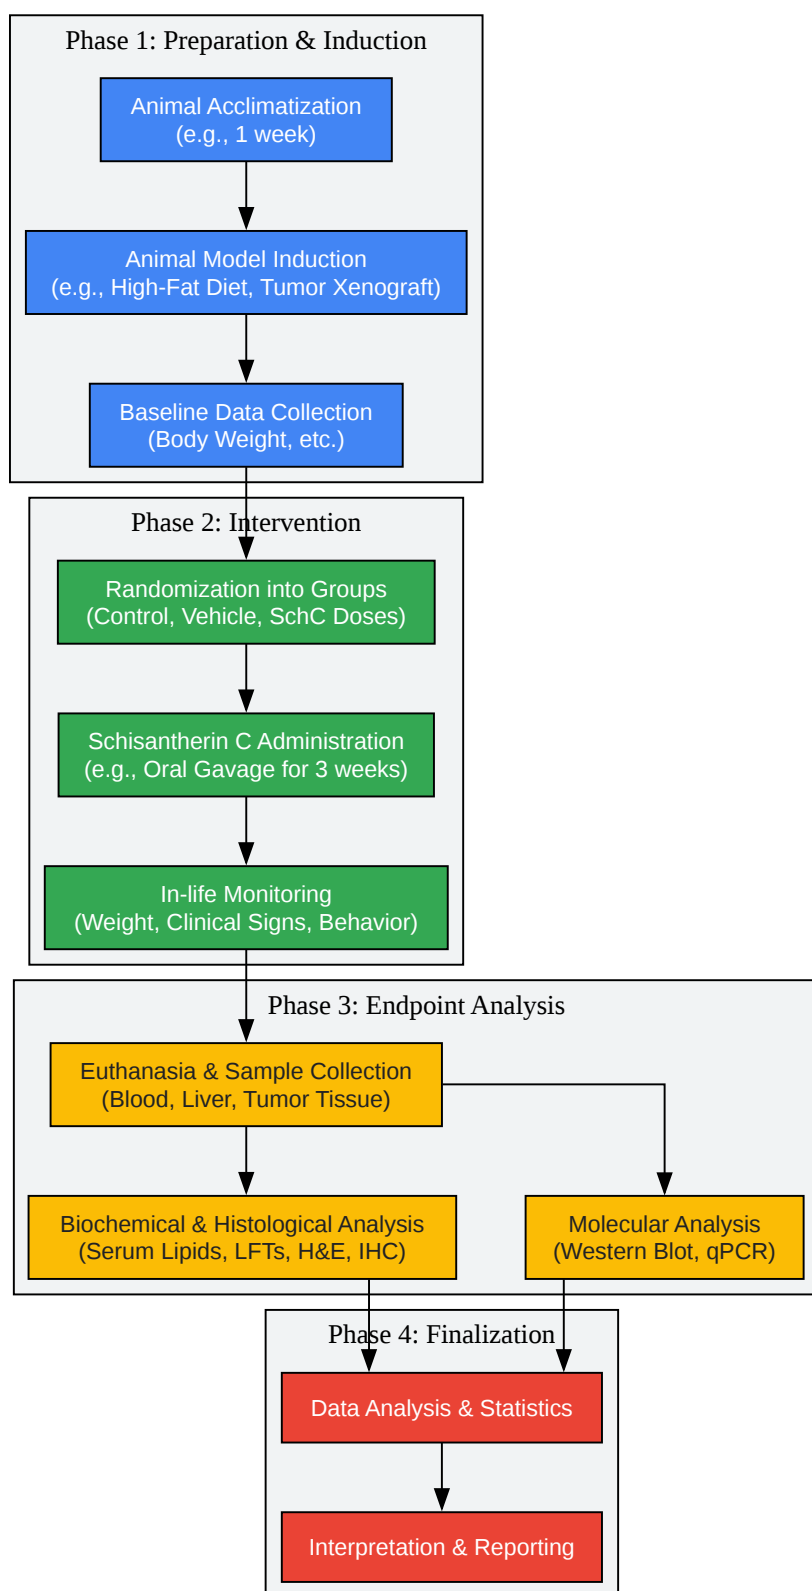 Phase 1: Preparation & Induction
Animal Acclimatization
(e.g., 1 week)
Animal Model Induction
(e.g., High-Fat Diet, Tumor Xenograft)
Baseline Data Collection
(Body Weight, etc.)
Phase 2: Intervention
Randomization into Groups
(Control, Vehicle, SchC Doses)
Schisantherin C Administration
(e.g., Oral Gavage for 3 weeks)
In-life Monitoring
(Weight, Clinical Signs, Behavior)
Phase 3: Endpoint Analysis
Euthanasia & Sample Collection
(Blood, Liver, Tumor Tissue)
Biochemical & Histological Analysis
(Serum Lipids, LFTs, H&E, IHC)
Molecular Analysis
(Western Blot, qPCR)
Phase 4: Finalization
Data Analysis & Statistics
Interpretation & Reporting